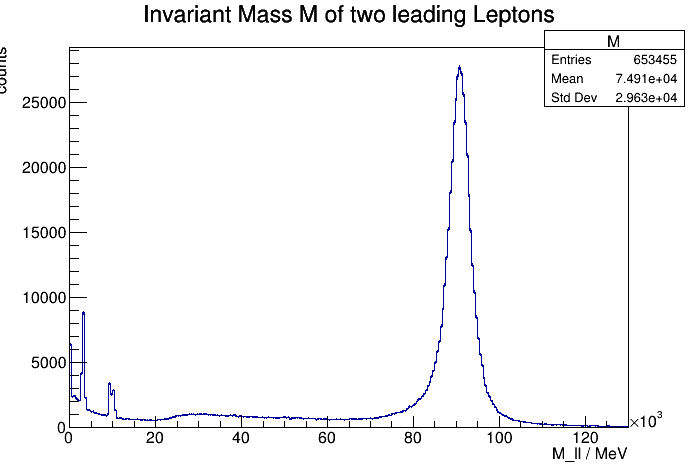 Invariant Mass M of two leading Leptons
M
Entries 653455
Mean 7.491e+04
Std Dev 2.963e+04
counts
25000
20000
15000
10000
5000
0
0 20 40 60 80 100 120
×10³
M_ll / MeV